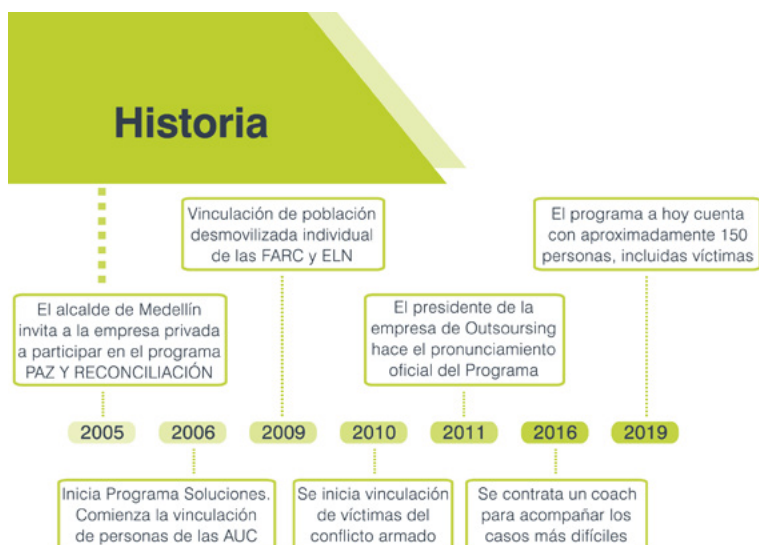 Historia
Vinculación de población
desmovilizada individual
de las FARC y ELN
El programa a hoy cuenta
con aproximadamente 150
personas, incluidas víctimas
El alcalde de Medellín
invita a la empresa privada
a participar en el programa
PAZ Y RECONCILIACIÓN
El presidente de la
empresa de Outsoursing
hace el pronunciamiento
oficial del Programa
2005 2006 2009 2010 2011 2016 2019
Inicia Programa Soluciones.
Comienza la vinculación
de personas de las AUC
Se inicia vinculación
de víctimas del
conflicto armado
Se contrata un coach
para acompañar los
casos más difíciles